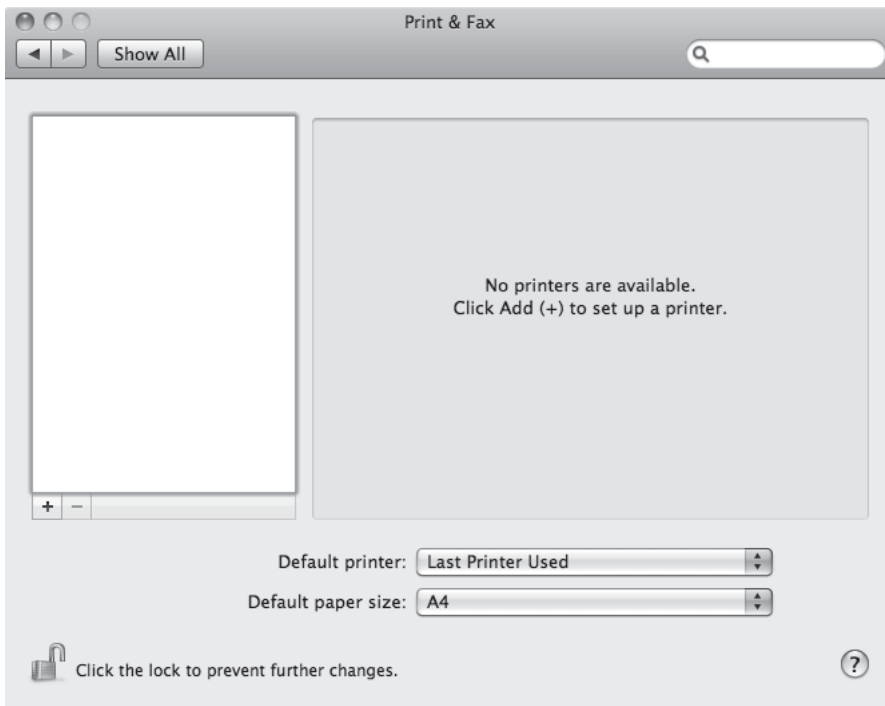 Print & Fax
Show All
No printers are available.
Click Add (+) to set up a printer.
+ −
Default printer: Last Printer Used
Default paper size: A4
Click the lock to prevent further changes.
?